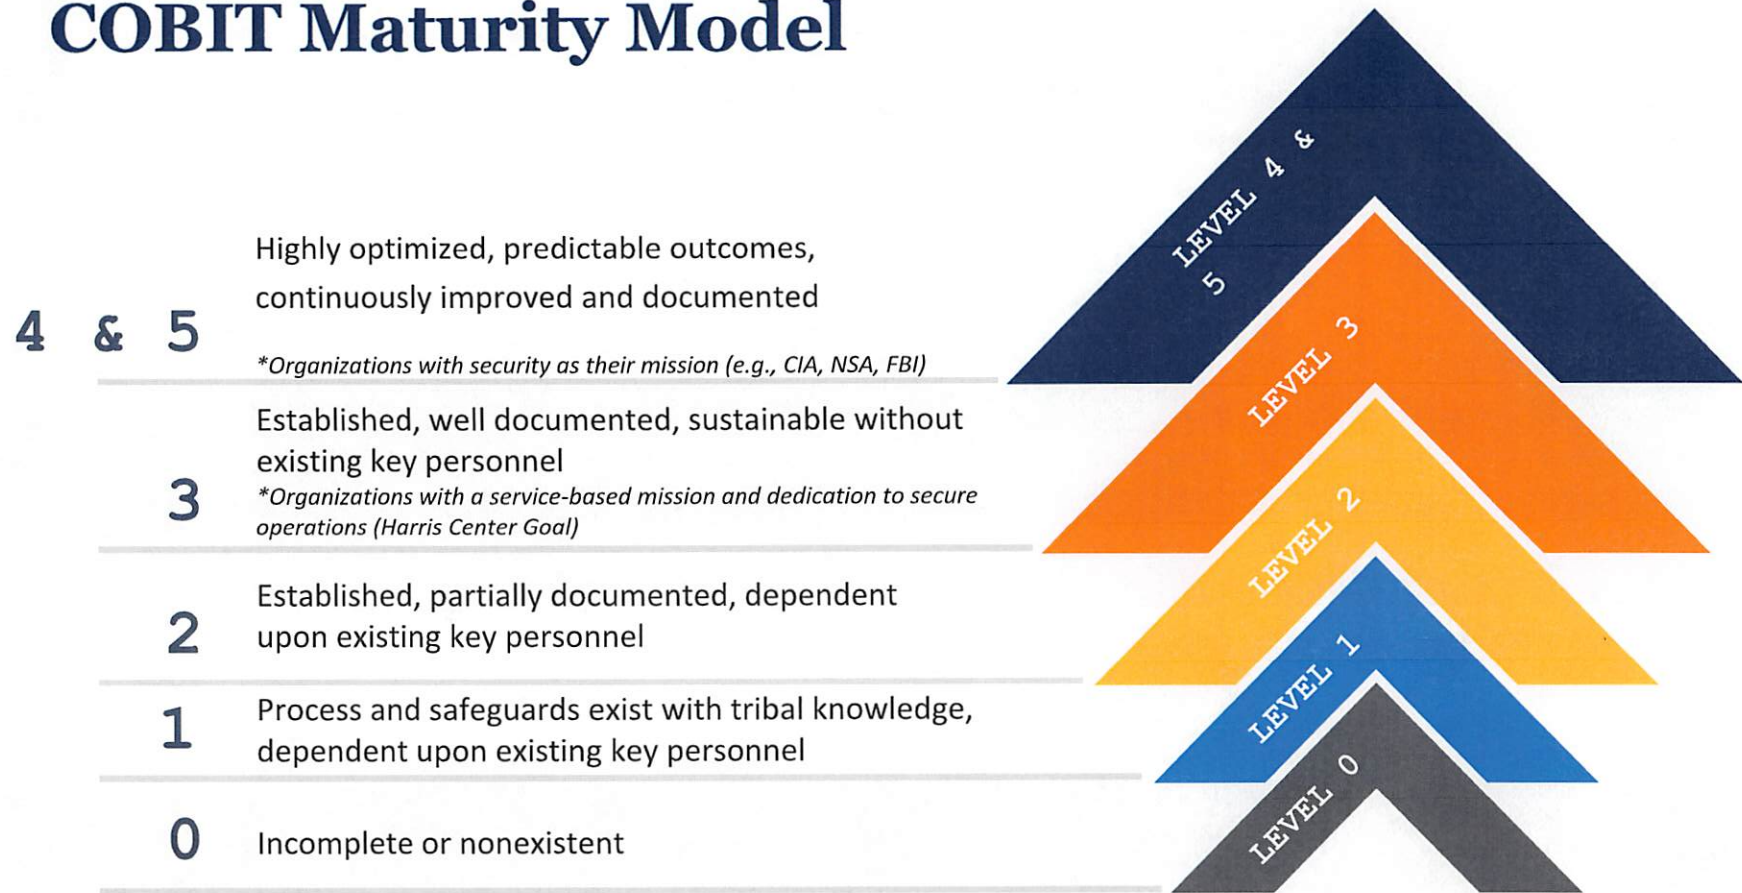 COBIT Maturity Model
4 & 5
Highly optimized, predictable outcomes,
continuously improved and documented
*Organizations with security as their mission (e.g., CIA, NSA, FBI)
3
Established, well documented, sustainable without
existing key personnel
*Organizations with a service-based mission and dedication to secure
operations (Harris Center Goal)
2
Established, partially documented, dependent
upon existing key personnel
1
Process and safeguards exist with tribal knowledge,
dependent upon existing key personnel
0
Incomplete or nonexistent
LEVEL 4 &
5
LEVEL 3
LEVEL 2
LEVEL 1
LEVEL 0